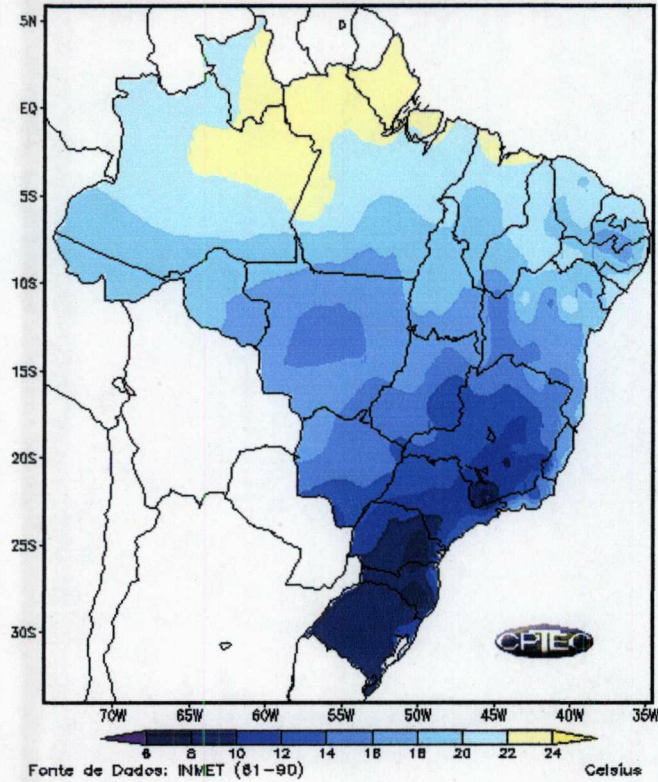 5N
EQ
5S
10S
15S
20S
25S
30S
CPTEC
70W 65W 60W 55W 50W 45W 40W 35W
6 8 10 12 14 16 18 20 22 24
Fonte de Dados: INMET (61-90) Celsius